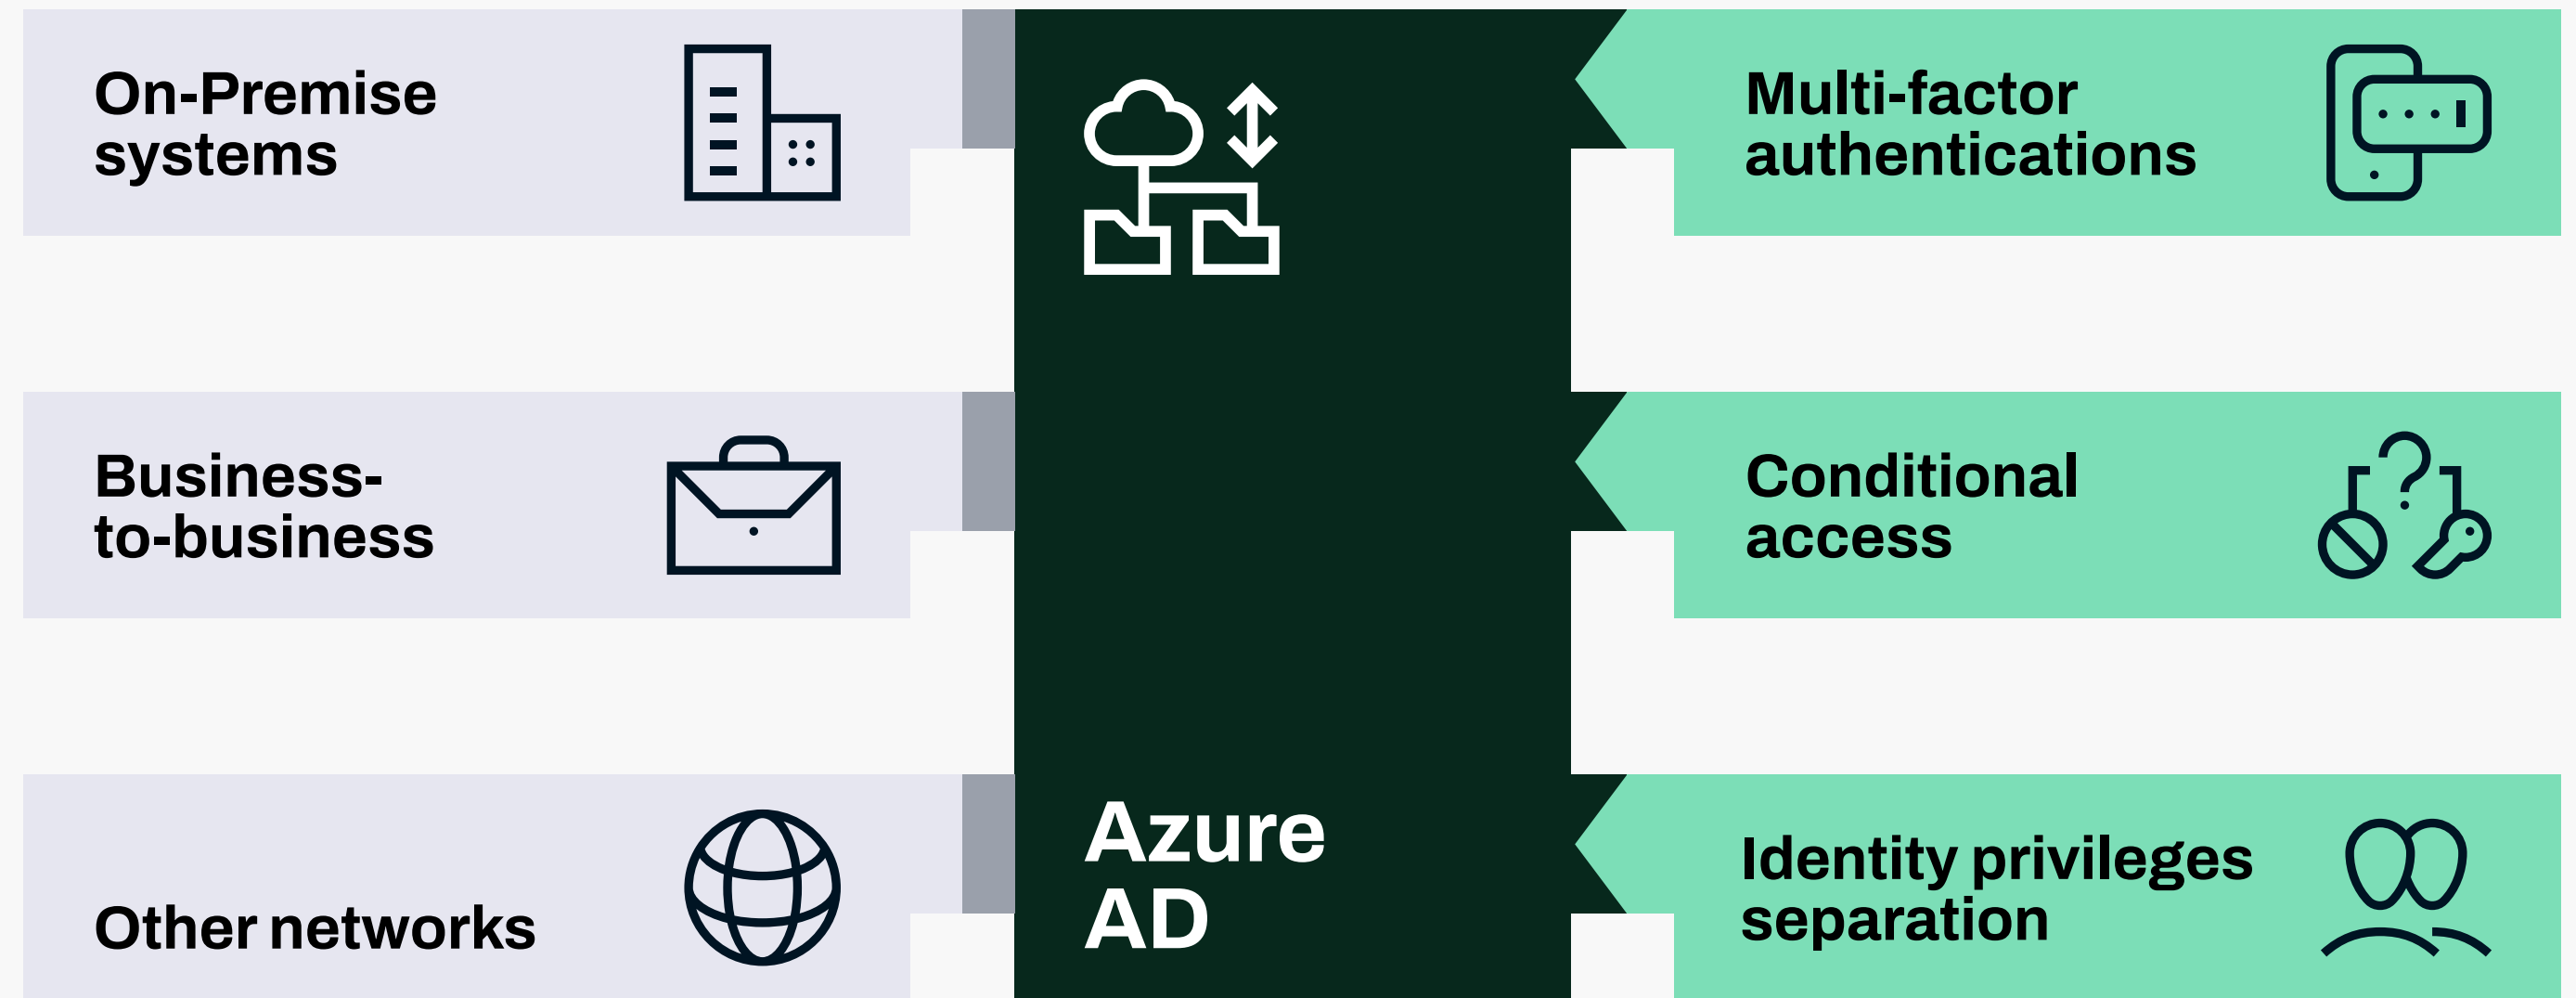 On-Premise
systems
Business-
to-business
Other networks
Azure
AD
Multi-factor
authentications
Conditional
access
Identity privileges
separation